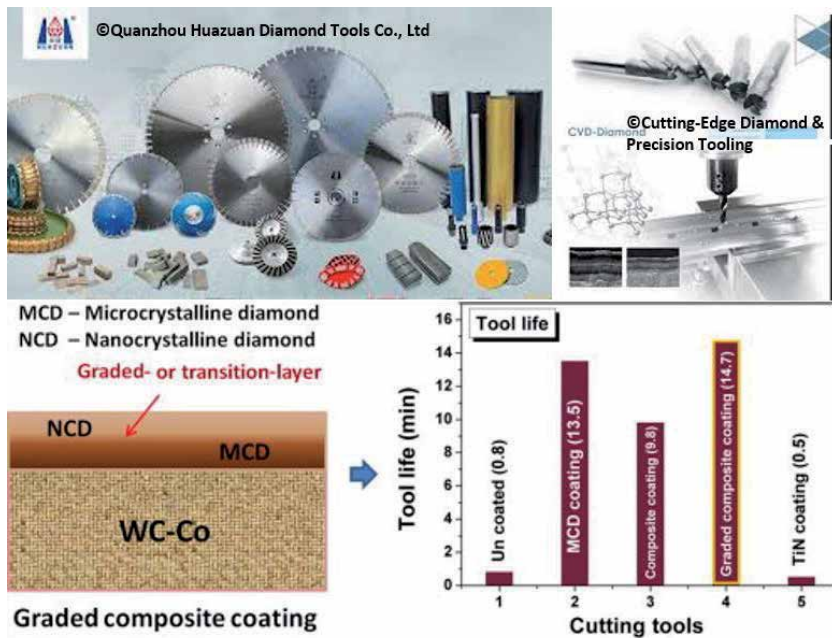 HUAZUAN
©Quanzhou Huazuan Diamond Tools Co., Ltd
©Cutting-Edge Diamond &
CVD-Diamond
Precision Tooling
MCD – Microcrystalline diamond
NCD – Nanocrystalline diamond
Graded- or transition-layer
NCD
MCD
WC-Co
Graded composite coating
Tool life
Tool life (min)
16
14
12
10
8
6
4
2
0
Un coated (0.8)
MCD coating (13.5)
Composite coating (9.8)
Graded composite coating (14.7)
TiN coating (0.5)
1
2
3
4
5
Cutting tools